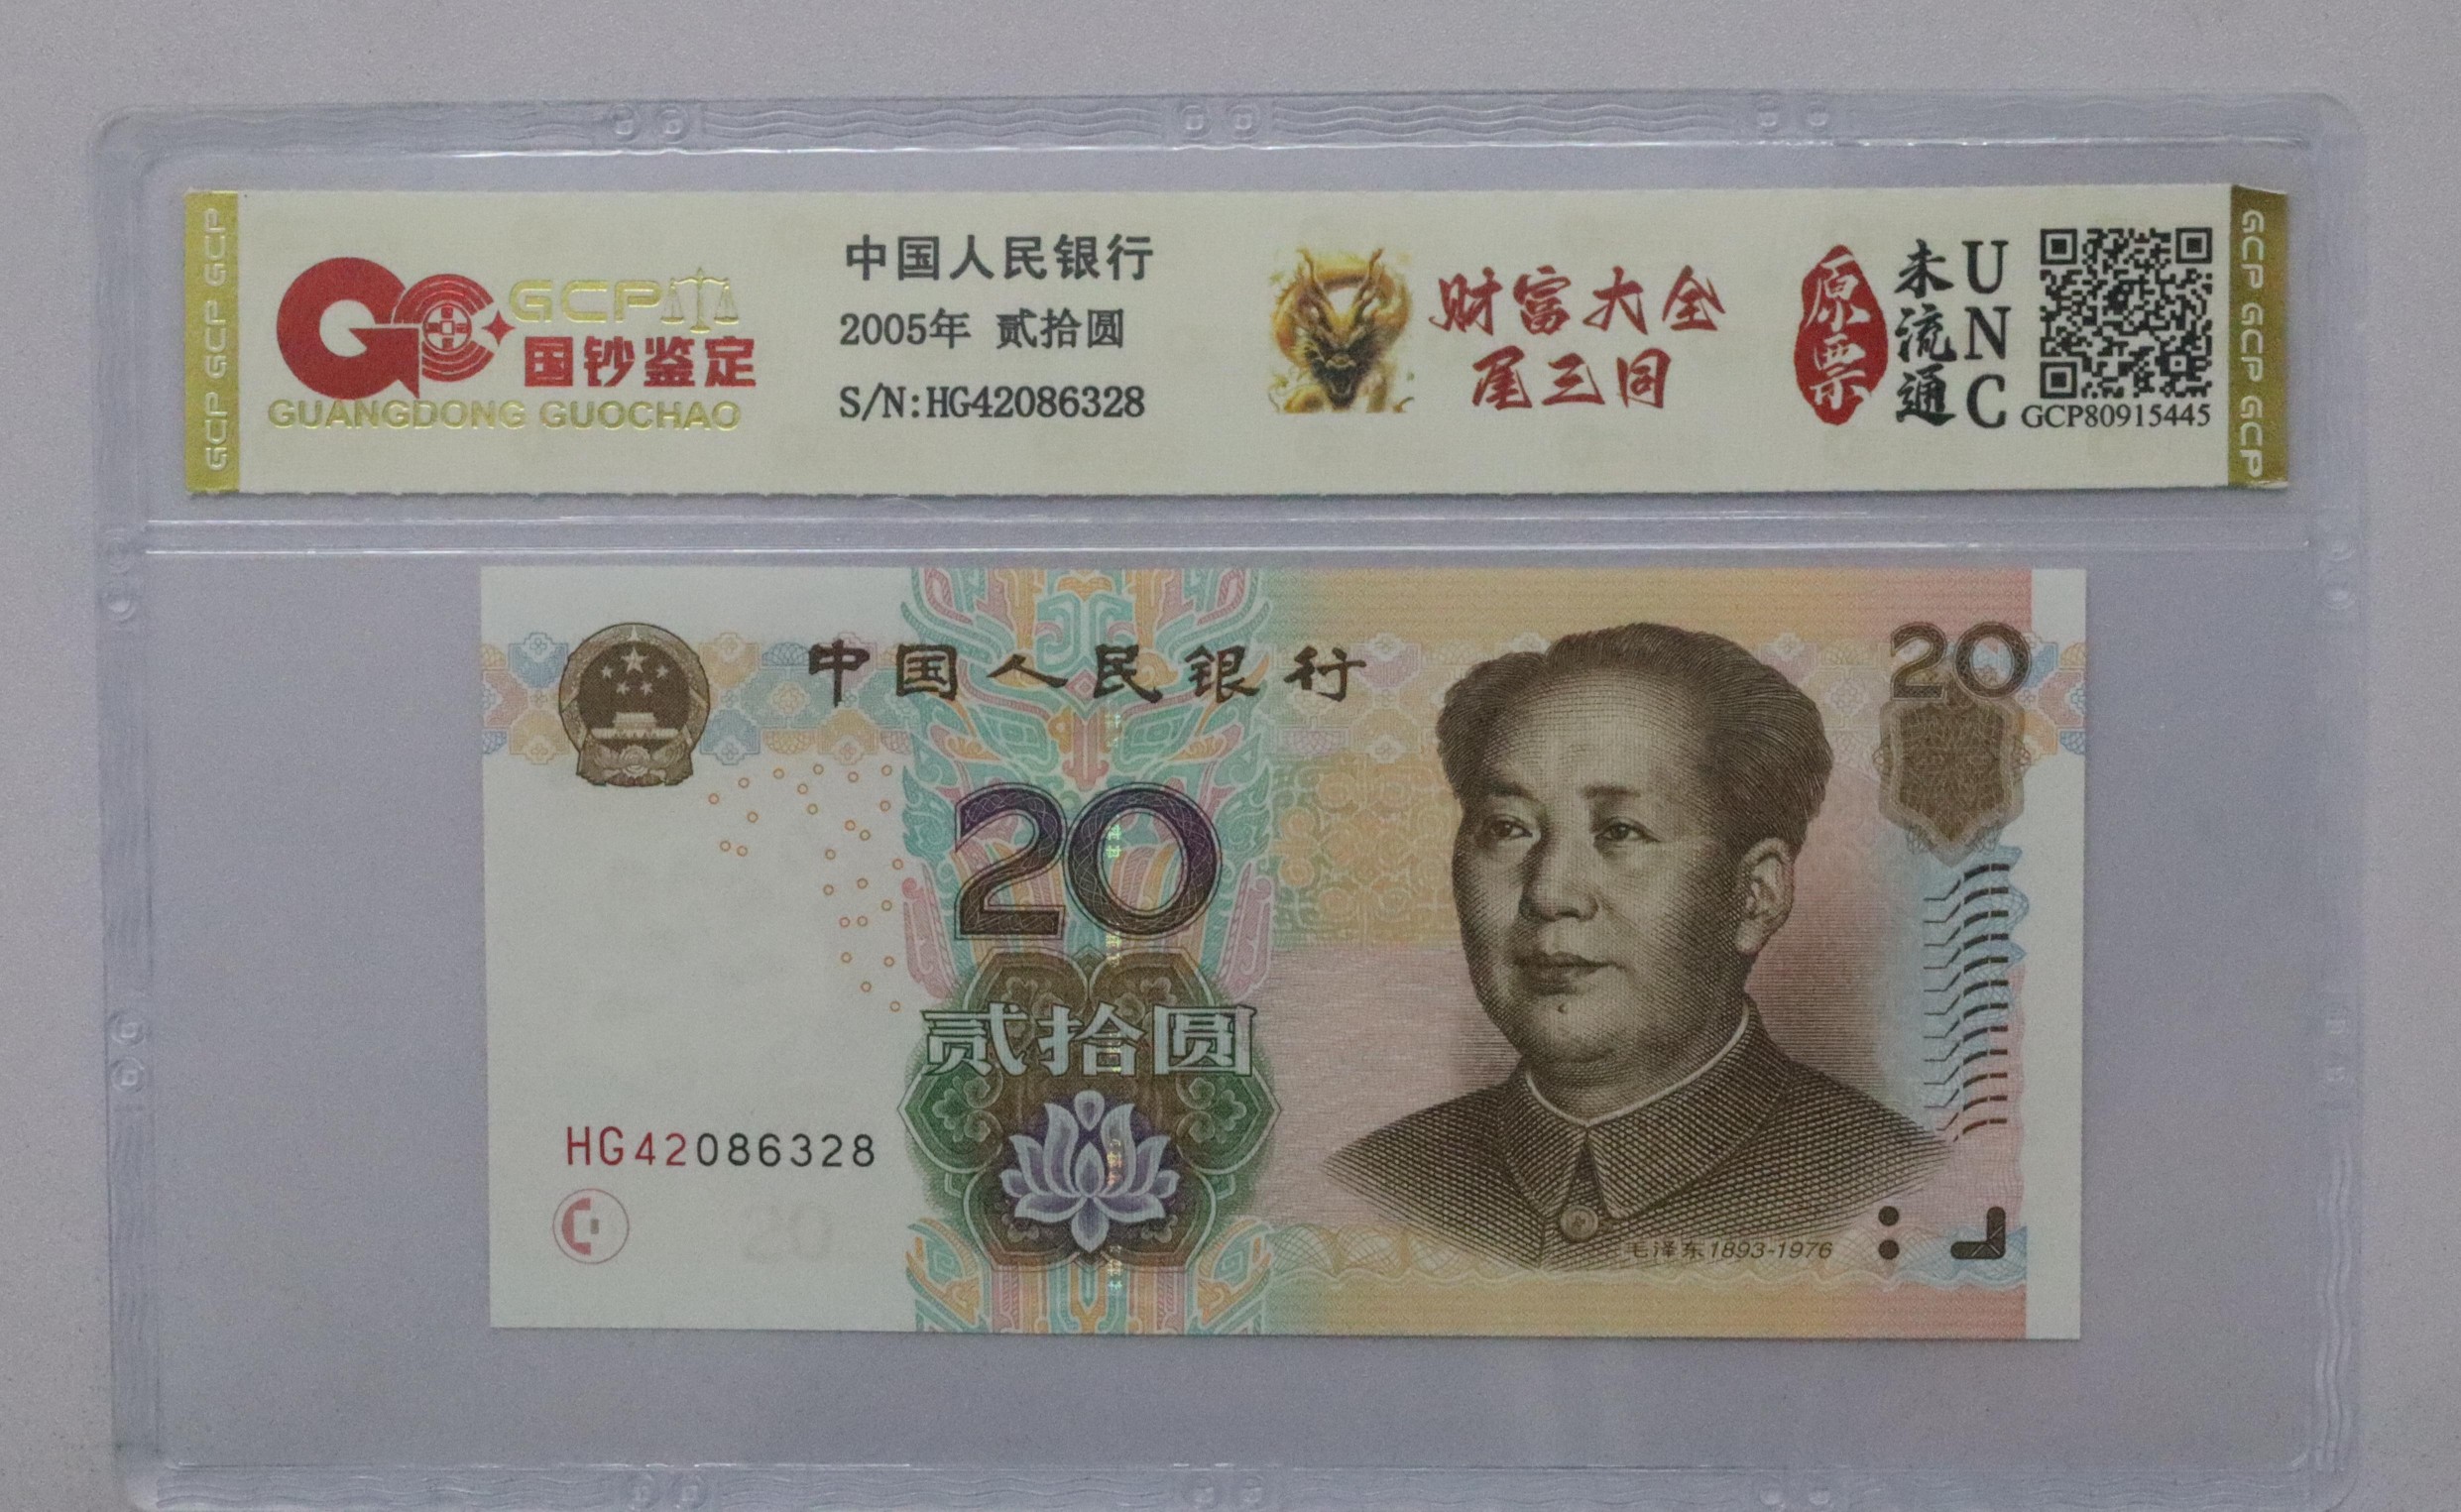 GCP GCP GCP
GCP
国钞鉴定
GUANGDONG GUOCHAO
中国人民银行
2005年 贰拾圆
S/N:HG42086328
财富大全
尾三同
原票
未流通
UNC
GCP80915445
GCP GCP GCP
中国人民银行
20
20
贰拾圆
HG42086328
20
毛泽东1893-1976